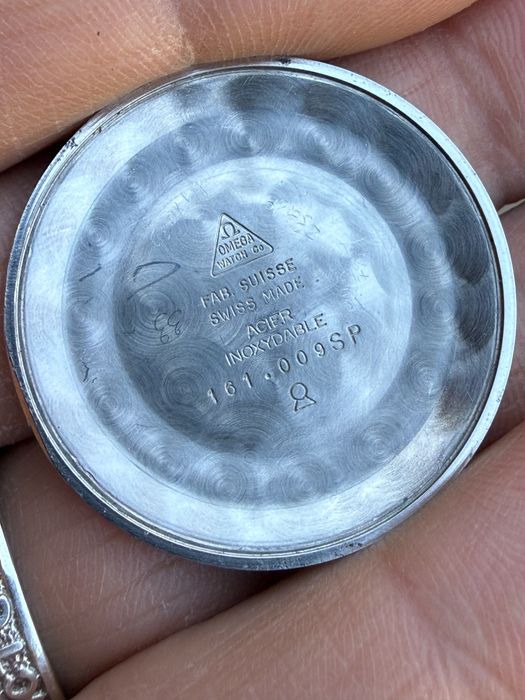 Ω
OMEGA
WATCH Co
FAB. SUISSE
SWISS MADE
ACIER
INOXYDABLE
161.009SP